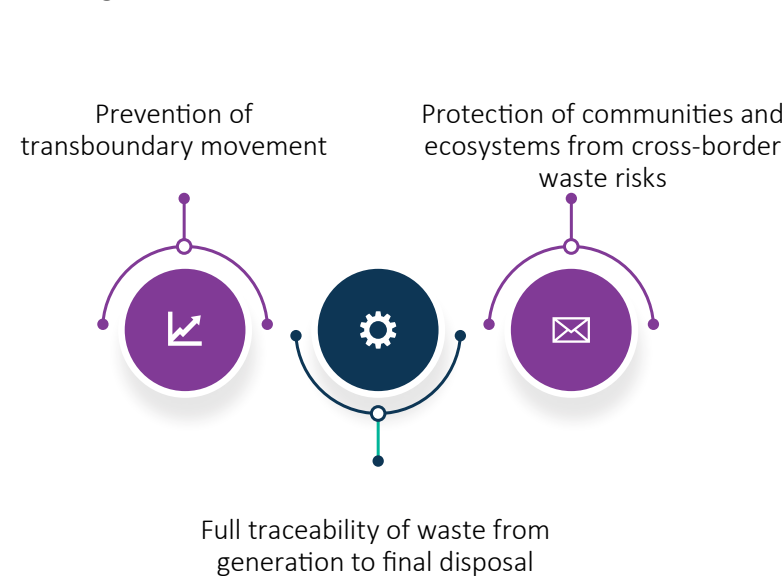 Prevention of
transboundary movement
Protection of communities and
ecosystems from cross-border
waste risks
Full traceability of waste from
generation to final disposal